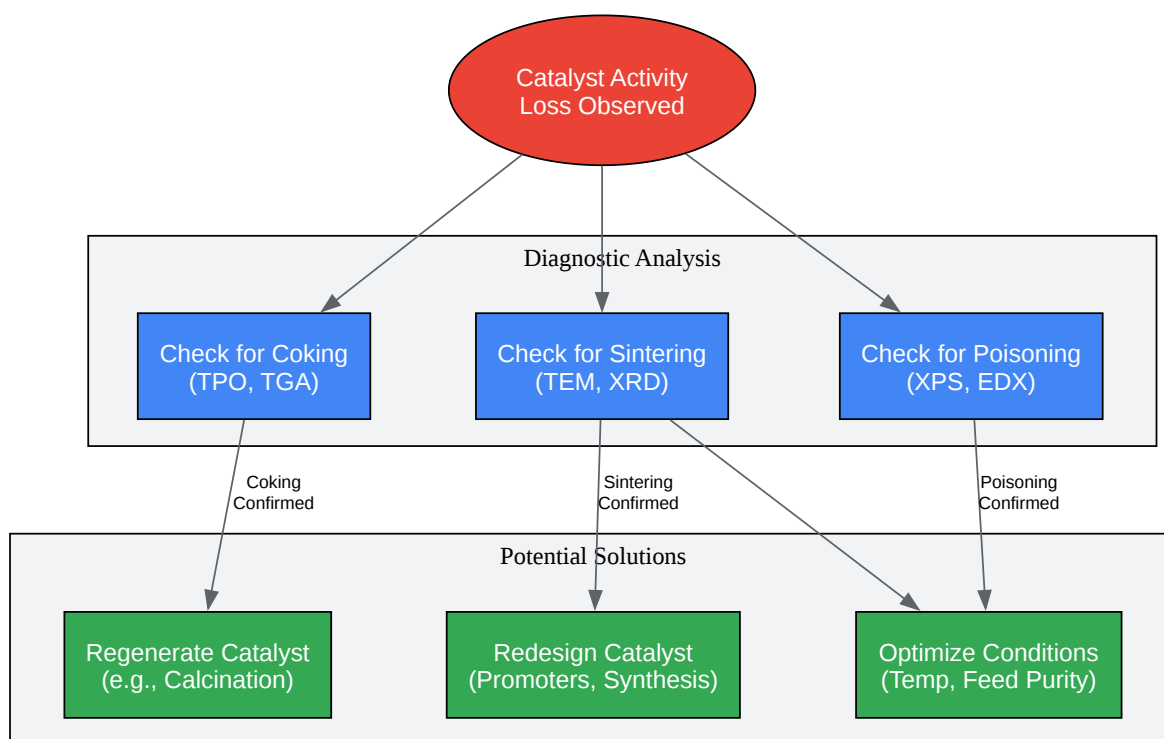 Catalyst Activity
Loss Observed
Diagnostic Analysis
Check for Coking
(TPO, TGA)
Check for Sintering
(TEM, XRD)
Check for Poisoning
(XPS, EDX)
Coking
Confirmed
Sintering
Confirmed
Poisoning
Confirmed
Potential Solutions
Regenerate Catalyst
(e.g., Calcination)
Redesign Catalyst
(Promoters, Synthesis)
Optimize Conditions
(Temp, Feed Purity)